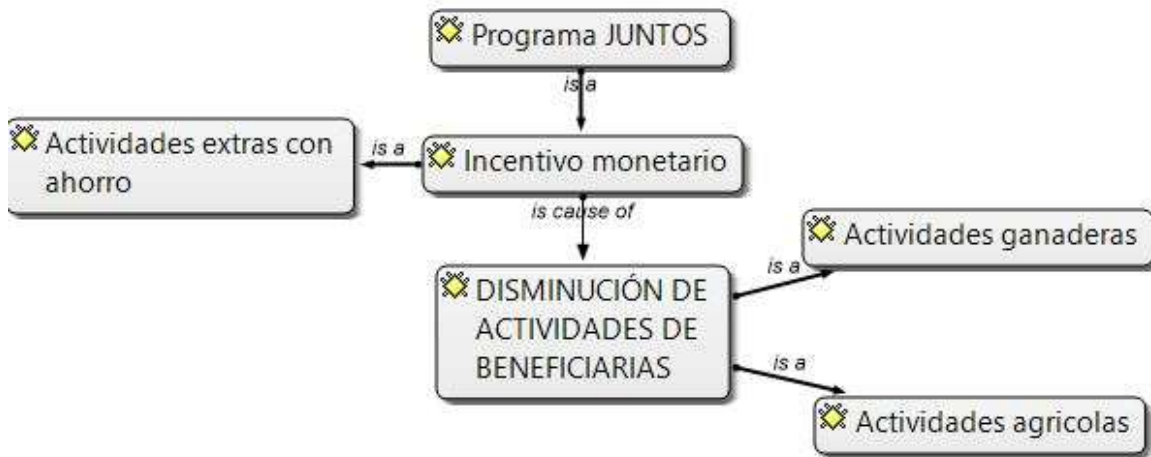 Programa JUNTOS
is a
Actividades extras con
ahorro
is a
Incentivo monetario
is cause of
DISMINUCIÓN DE
ACTIVIDADES DE
BENEFICIARIAS
is a
Actividades ganaderas
is a
Actividades agricolas